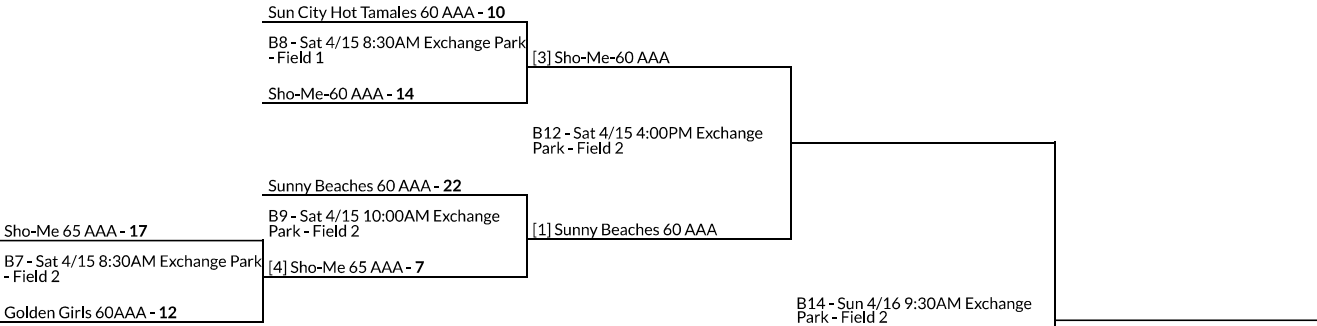 Sun City Hot Tamales 60 AAA - 10
B8 - Sat 4/15 8:30AM Exchange Park
- Field 1
[3] Sho-Me-60 AAA
Sho-Me-60 AAA - 14
B12 - Sat 4/15 4:00PM Exchange
Park - Field 2
Sunny Beaches 60 AAA - 22
B9 - Sat 4/15 10:00AM Exchange
Park - Field 2
[1] Sunny Beaches 60 AAA
Sho-Me 65 AAA - 17
B7 - Sat 4/15 8:30AM Exchange Park
- Field 2
[4] Sho-Me 65 AAA - 7
Golden Girls 60AAA - 12
B14 - Sun 4/16 9:30AM Exchange
Park - Field 2